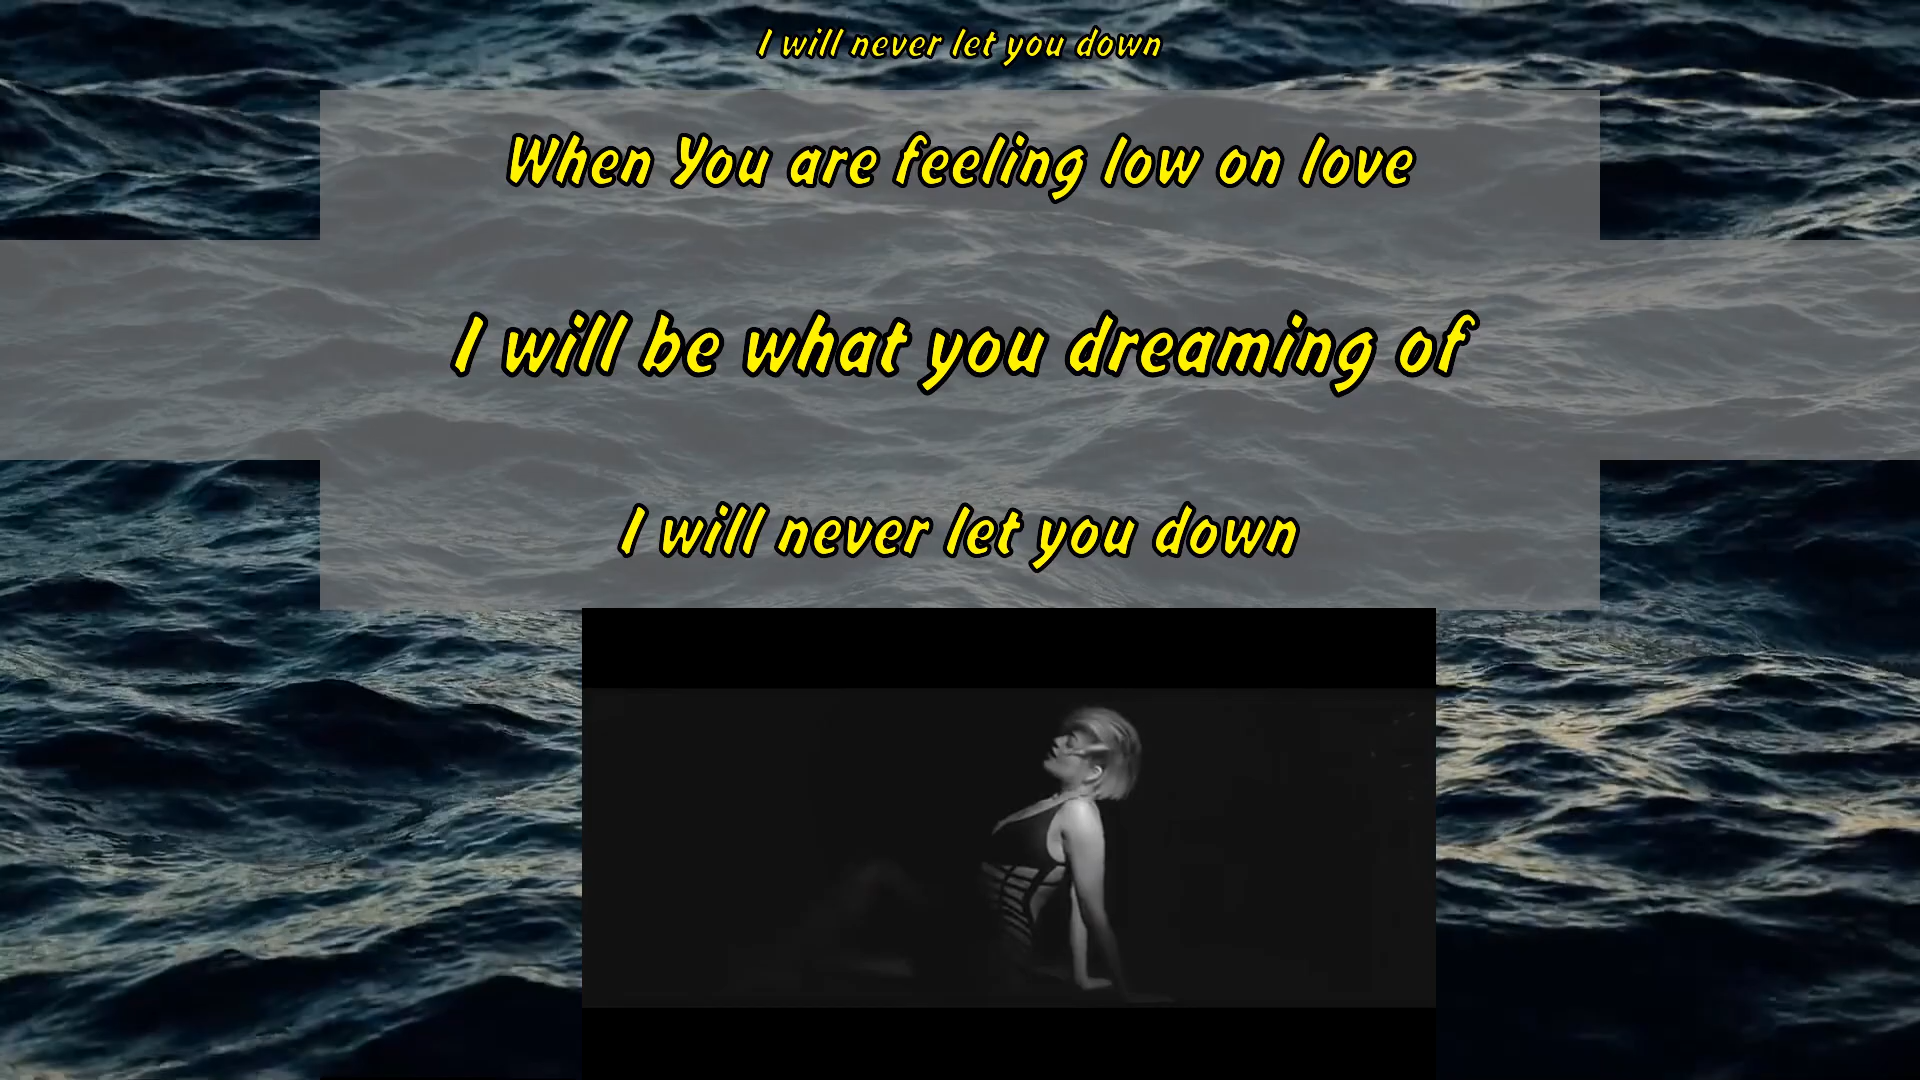 I will never let you down
When You are feeling low on love
I will be what you dreaming of
I will never let you down